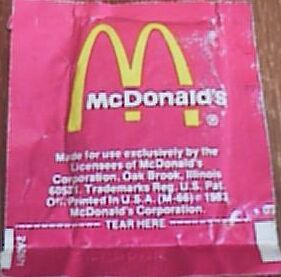 McDonald's
®
Made for use exclusively by the
Licensees of McDonald's
Corporation, Oak Brook, Illinois
60521. Trademarks Reg. U.S. Pat.
Off. Printed in U.S.A. (M-66) © 1983
McDonald's Corporation.
TEAR HERE